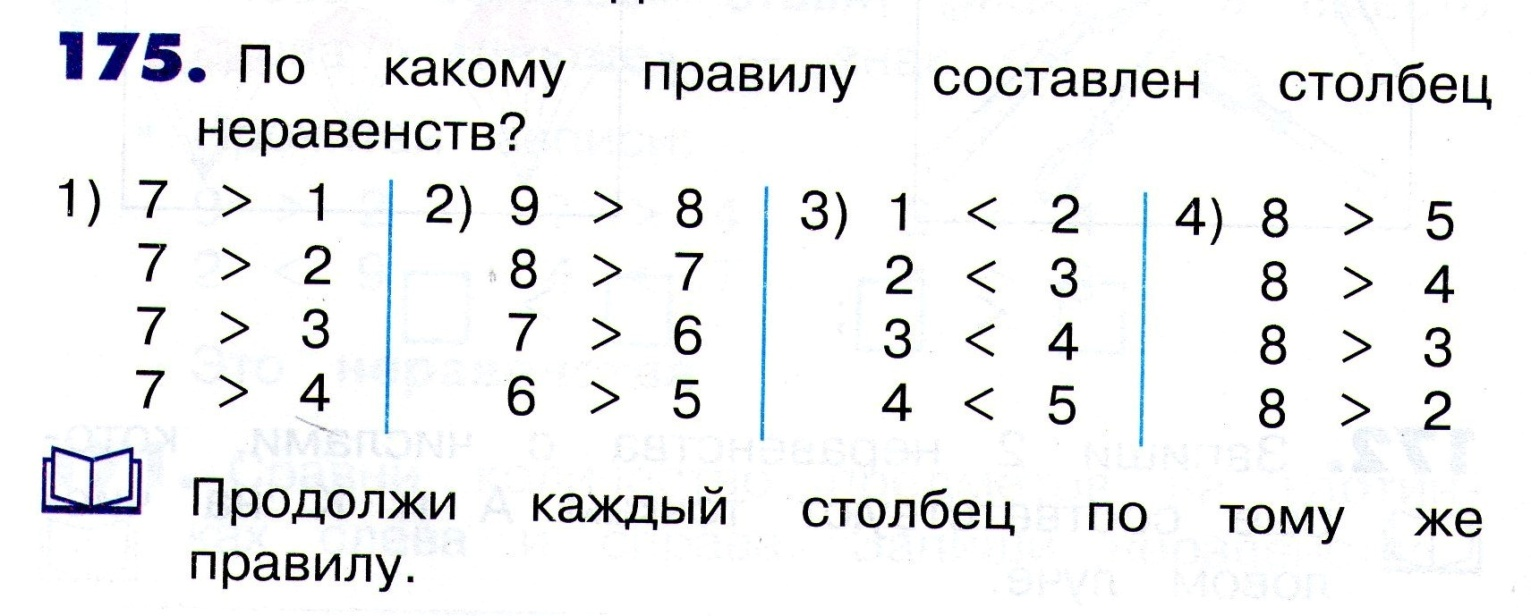 175. По какому правилу составлен столбец
неравенств?
1) 7 > 1 2) 9 > 8 3) 1 < 2 4) 8 > 5
7 > 2 8 > 7 2 < 3 8 > 4
7 > 3 7 > 6 3 < 4 8 > 3
7 > 4 6 > 5 4 < 5 8 > 2
Продолжи каждый столбец по тому же
правилу.